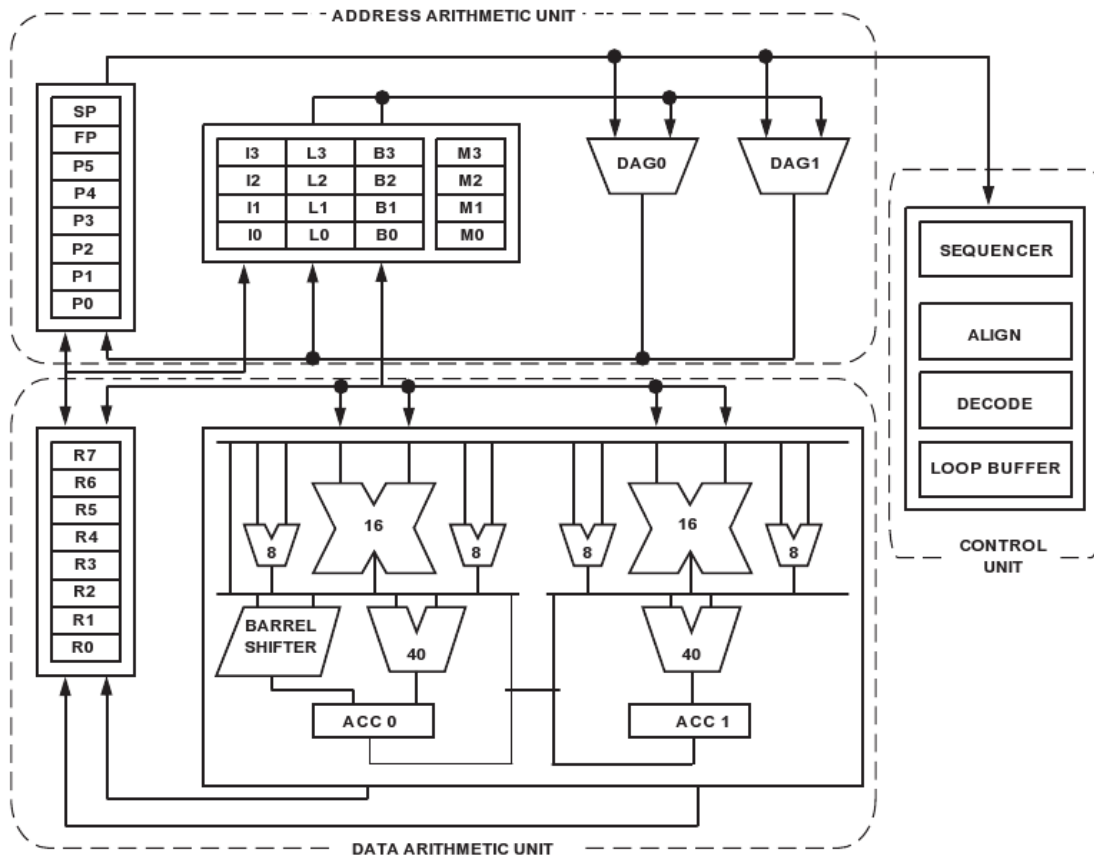 ADDRESS ARITHMETIC UNIT
SP
FP
P5
P4
P3
P2
P1
P0
I3 L3 B3 M3
I2 L2 B2 M2
I1 L1 B1 M1
I0 L0 B0 M0
DAG0
DAG1
SEQUENCER
ALIGN
DECODE
LOOP BUFFER
CONTROL
UNIT
R7
R6
R5
R4
R3
R2
R1
R0
16
16
8
8
8
8
BARREL
SHIFTER
40
40
ACC 0
ACC 1
DATA ARITHMETIC UNIT